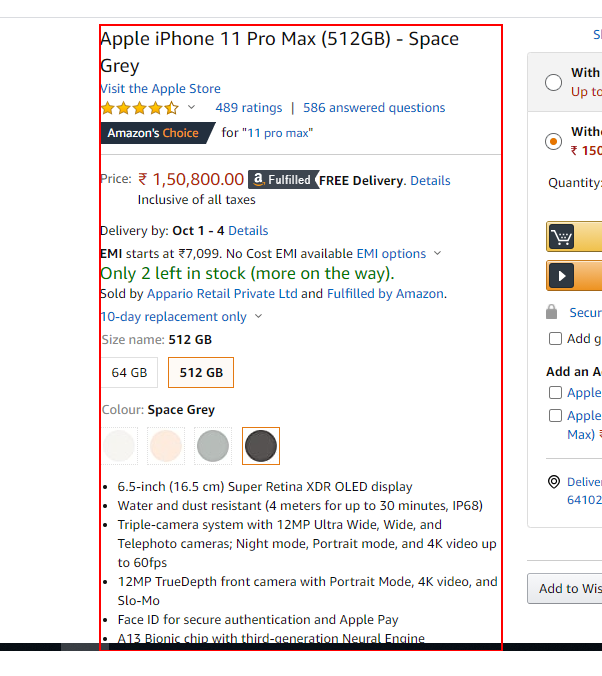 Apple iPhone 11 Pro Max (512GB) - Space
Grey
Visit the Apple Store
489 ratings | 586 answered questions
Amazon's Choice for "11 pro max"
Price: ₹ 1,50,800.00 a Fulfilled FREE Delivery. Details
Inclusive of all taxes
Delivery by: Oct 1 - 4 Details
EMI starts at ₹7,099. No Cost EMI available EMI options
Only 2 left in stock (more on the way).
Sold by Appario Retail Private Ltd and Fulfilled by Amazon.
10-day replacement only
Size name: 512 GB
64 GB 512 GB
Colour: Space Grey
6.5-inch (16.5 cm) Super Retina XDR OLED display
Water and dust resistant (4 meters for up to 30 minutes, IP68)
Triple-camera system with 12MP Ultra Wide, Wide, and
Telephoto cameras; Night mode, Portrait mode, and 4K video up
to 60fps
12MP TrueDepth front camera with Portrait Mode, 4K video, and
Slo-Mo
Face ID for secure authentication and Apple Pay
A13 Bionic chip with third-generation Neural Engine
With
Up to
₹ 150
Quantity:
Secur
Add g
Add an A
Apple
Apple
Max) ₹
Delive
64102
Add to Wis